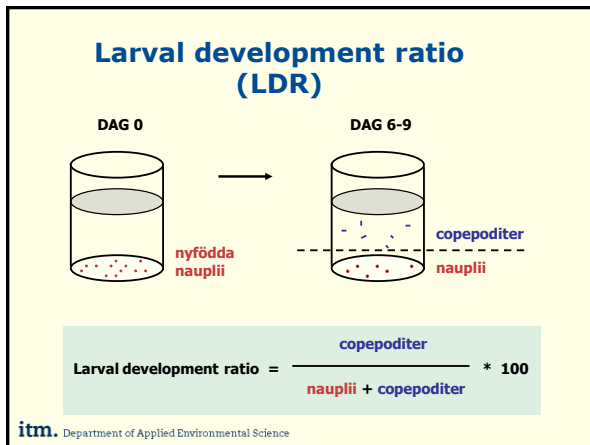 Larval development ratio
(LDR)
DAG 0
DAG 6-9
nyfödda
nauplii
copepoditer
nauplii
copepoditer
Larval development ratio = * 100
nauplii + copepoditer
itm. Department of Applied Environmental Science